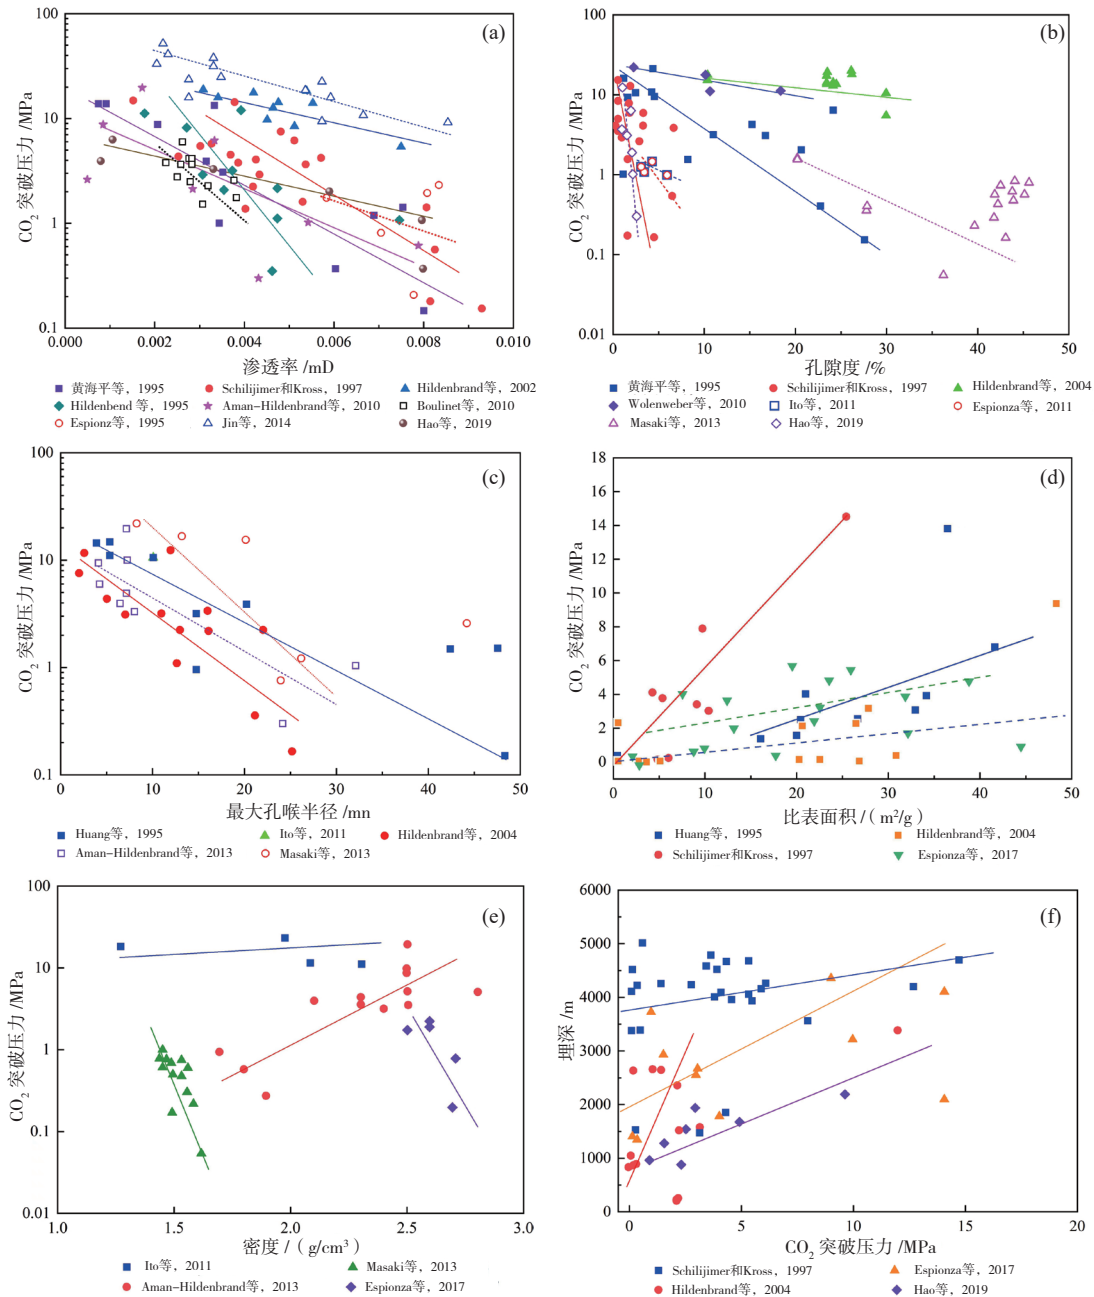 (a)
CO2 突破压力 /MPa
100
10
1
0.1
0.000
0.002
0.004
0.006
0.008
0.010
渗透率 /mD
黄海平等，1995
Schilijimer和Kross，1997
Hildenbrand等，2002
Hildenbend 等，1995
Aman-Hildenbrand等，2010
Boulinet等，2010
Espionz等，1995
Jin等，2014
Hao等，2019
(b)
CO2 突破压力 /MPa
100
10
1
0.1
0.01
0
10
20
30
40
50
孔隙度 /%
黄海平等，1995
Schilijimer和Kross，1997
Hildenbrand等，2004
Wolenweber等，2010
Ito等，2011
Espionza等，2011
Masaki等，2013
Hao等，2019
(c)
CO2 突破压力 /MPa
100
10
1
0.1
0
10
20
30
40
50
最大孔喉半径 /mn
Huang等，1995
Ito等，2011
Hildenbrand等，2004
Aman-Hildenbrand等，2013
Masaki等，2013
(d)
CO2 突破压力 /MPa
18
16
14
12
10
8
6
4
2
0
0
10
20
30
40
50
比表面积 /（m2/g）
Huang等，1995
Hildenbrand等，2004
Schilijimer和Kross，1997
Espionza等，2017
(e)
CO2 突破压力 /MPa
100
10
1
0.1
0.01
1.0
1.5
2.0
2.5
3.0
密度 /（g/cm3）
Ito等，2011
Masaki等，2013
Aman-Hildenbrand等，2013
Espionza等，2017
(f)
埋深 /m
6000
5000
4000
3000
2000
1000
0
0
5
10
15
20
CO2 突破压力 /MPa
Schilijimer和Kross，1997
Espionza等，2017
Hildenbrand等，2004
Hao等，2019